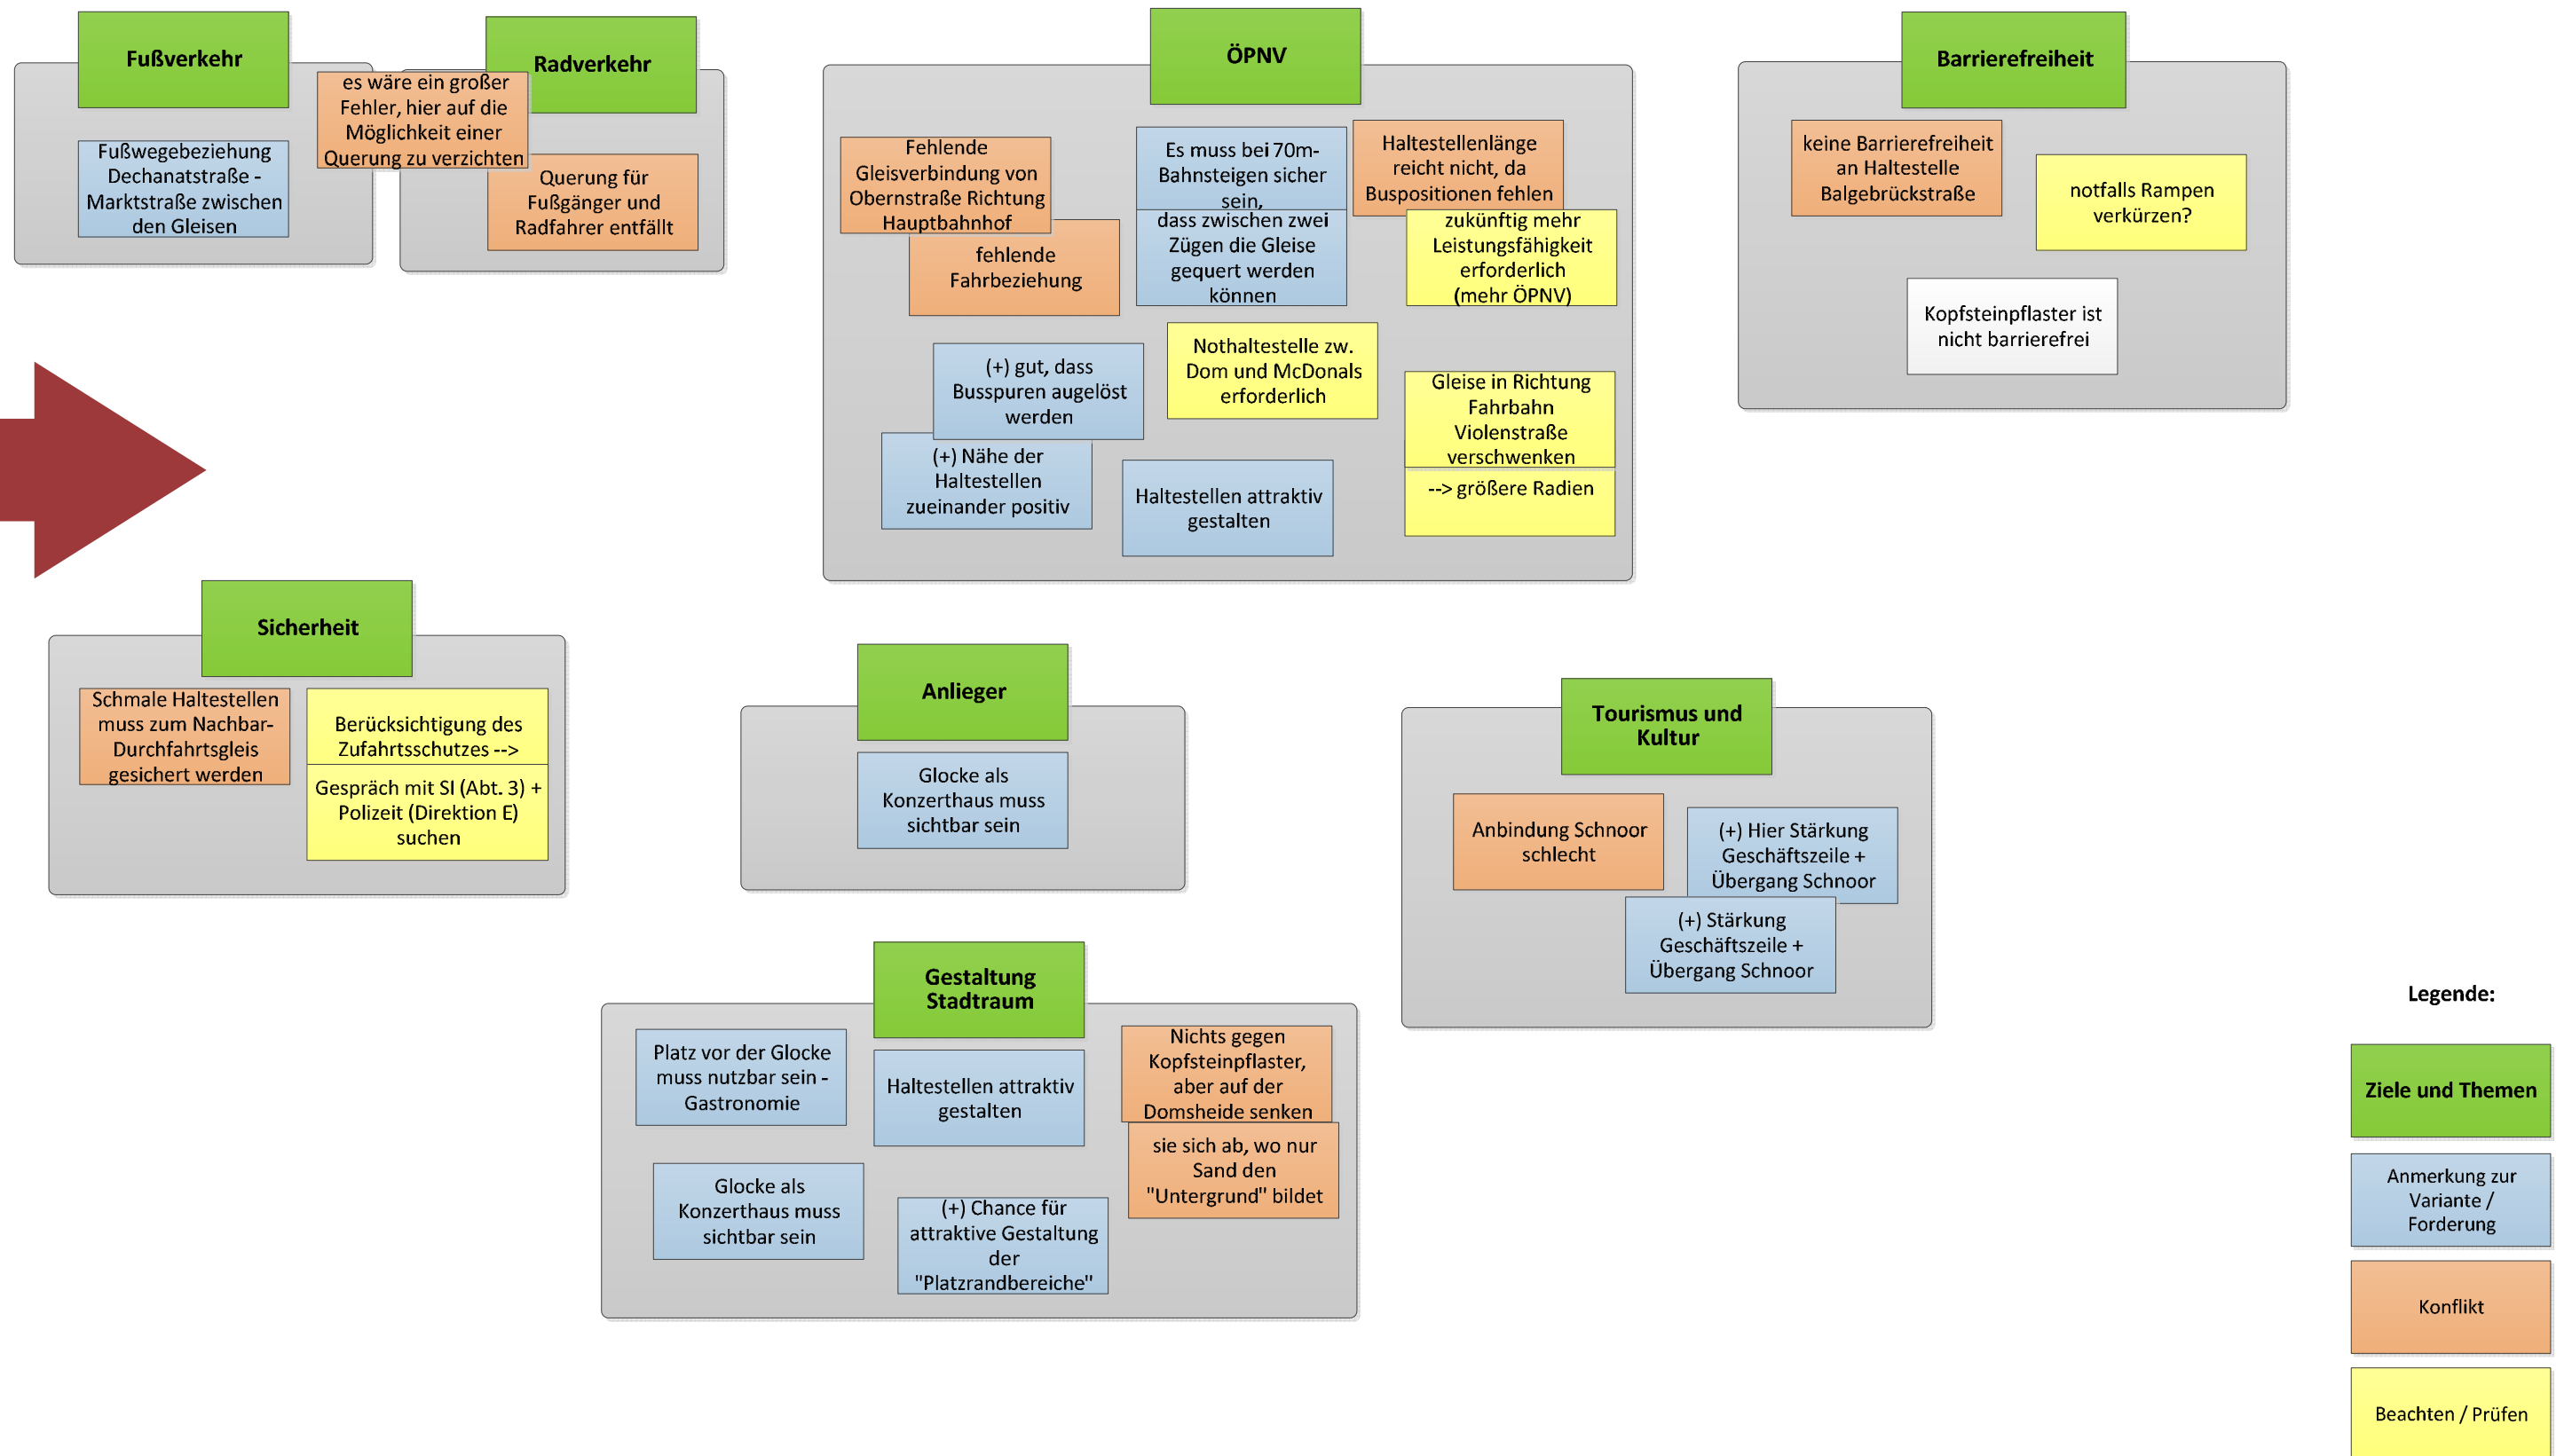 Fußverkehr
Fußwegebeziehung
Dechanatstraße -
Marktstraße zwischen
den Gleisen
es wäre ein großer
Fehler, hier auf die
Möglichkeit einer
Querung zu verzichten
Radverkehr
Querung für
Fußgänger und
Radfahrer entfällt
ÖPNV
Fehlende
Gleisverbindung von
Obernstraße Richtung
Hauptbahnhof
fehlende
Fahrbeziehung
Es muss bei 70m-
Bahnsteigen sicher
sein,
dass zwischen zwei
Zügen die Gleise
gequert werden
können
Haltestellenlänge
reicht nicht, da
Buspositionen fehlen
zukünftig mehr
Leistungsfähigkeit
erforderlich
(mehr ÖPNV)
(+) gut, dass
Busspuren augelöst
werden
Nothaltestelle zw.
Dom und McDonals
erforderlich
Gleise in Richtung
Fahrbahn
Violenstraße
verschwenken
--> größere Radien
(+) Nähe der
Haltestellen
zueinander positiv
Haltestellen attraktiv
gestalten
Barrierefreiheit
keine Barrierefreiheit
an Haltestelle
Balgebrückstraße
notfalls Rampen
verkürzen?
Kopfsteinpflaster ist
nicht barrierefrei
Sicherheit
Schmale Haltestellen
muss zum Nachbar-
Durchfahrtsgleis
gesichert werden
Berücksichtigung des
Zufahrtsschutzes -->
Gespräch mit SI (Abt. 3) +
Polizeit (Direktion E)
suchen
Anlieger
Glocke als
Konzerthaus muss
sichtbar sein
Tourismus und
Kultur
Anbindung Schnoor
schlecht
(+) Hier Stärkung
Geschäftszeile +
Übergang Schnoor
(+) Stärkung
Geschäftszeile +
Übergang Schnoor
Gestaltung
Stadtraum
Platz vor der Glocke
muss nutzbar sein -
Gastronomie
Haltestellen attraktiv
gestalten
Nichts gegen
Kopfsteinpflaster,
aber auf der
Domsheide senken
sie sich ab, wo nur
Sand den
"Untergrund" bildet
Glocke als
Konzerthaus muss
sichtbar sein
(+) Chance für
attraktive Gestaltung
der
"Platzrandbereiche"
Legende:
Ziele und Themen
Anmerkung zur
Variante /
Forderung
Konflikt
Beachten / Prüfen